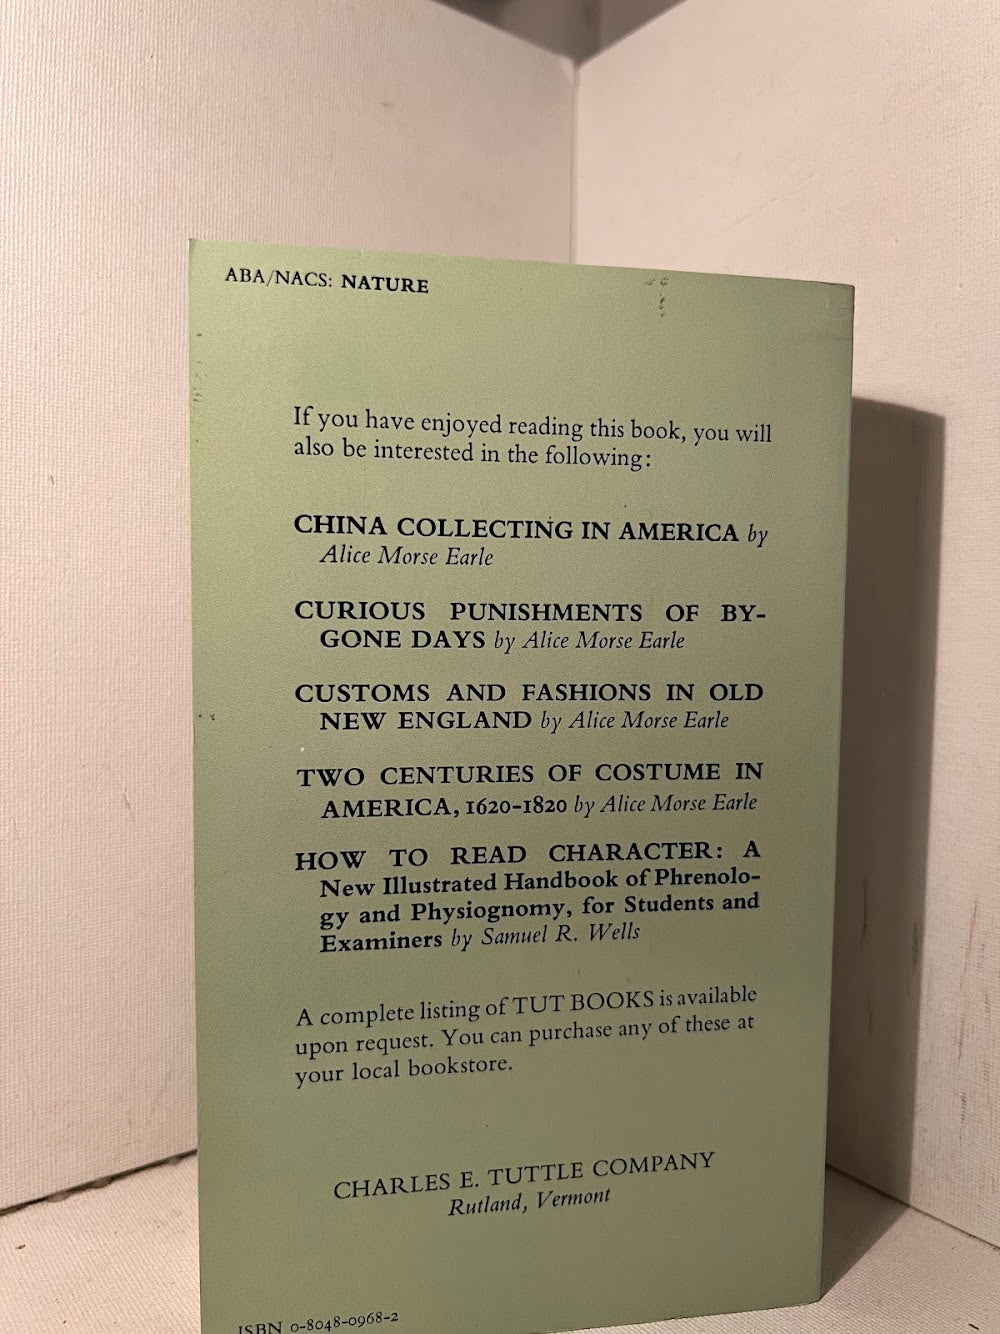 ABA/NACS: NATURE
If you have enjoyed reading this book, you will
also be interested in the following:
CHINA COLLECTING IN AMERICA by
Alice Morse Earle
CURIOUS PUNISHMENTS OF BY-
GONE DAYS by Alice Morse Earle
CUSTOMS AND FASHIONS IN OLD
NEW ENGLAND by Alice Morse Earle
TWO CENTURIES OF COSTUME IN
AMERICA, 1620-1820 by Alice Morse Earle
HOW TO READ CHARACTER: A
New Illustrated Handbook of Phrenolo-
gy and Physiognomy, for Students and
Examiners by Samuel R. Wells
A complete listing of TUT BOOKS is available
upon request. You can purchase any of these at
your local bookstore.
CHARLES E. TUTTLE COMPANY
Rutland, Vermont
ISBN 0-8048-0968-2